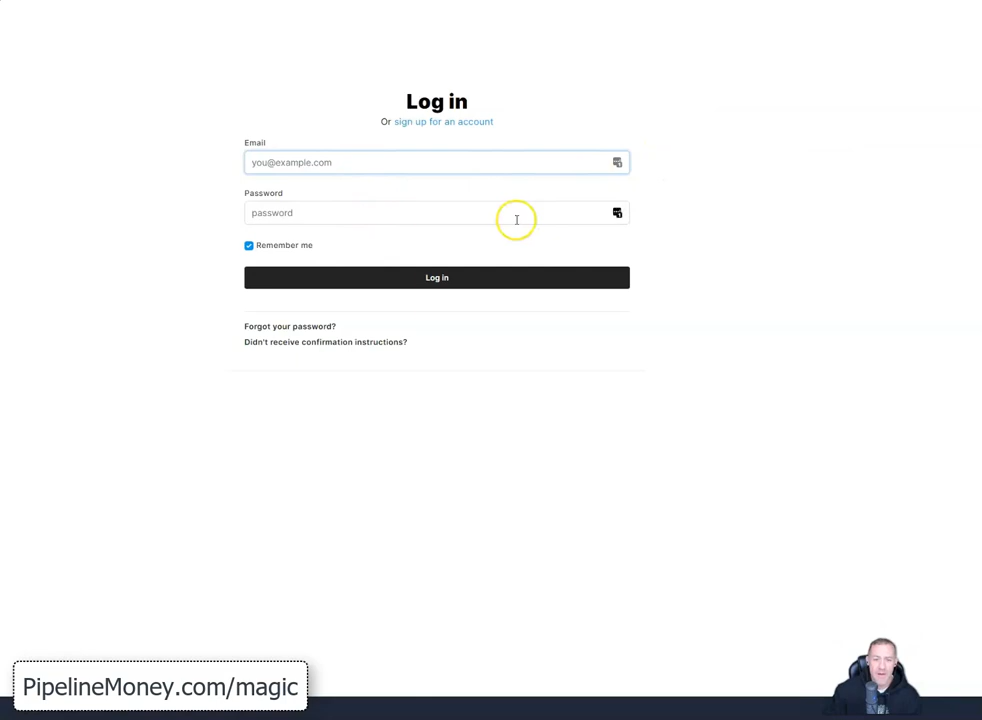 Log in
Or sign up for an account
Email
you@example.com
Password
password
Remember me
Log in
Forgot your password?
Didn't receive confirmation instructions?
PipelineMoney.com/magic